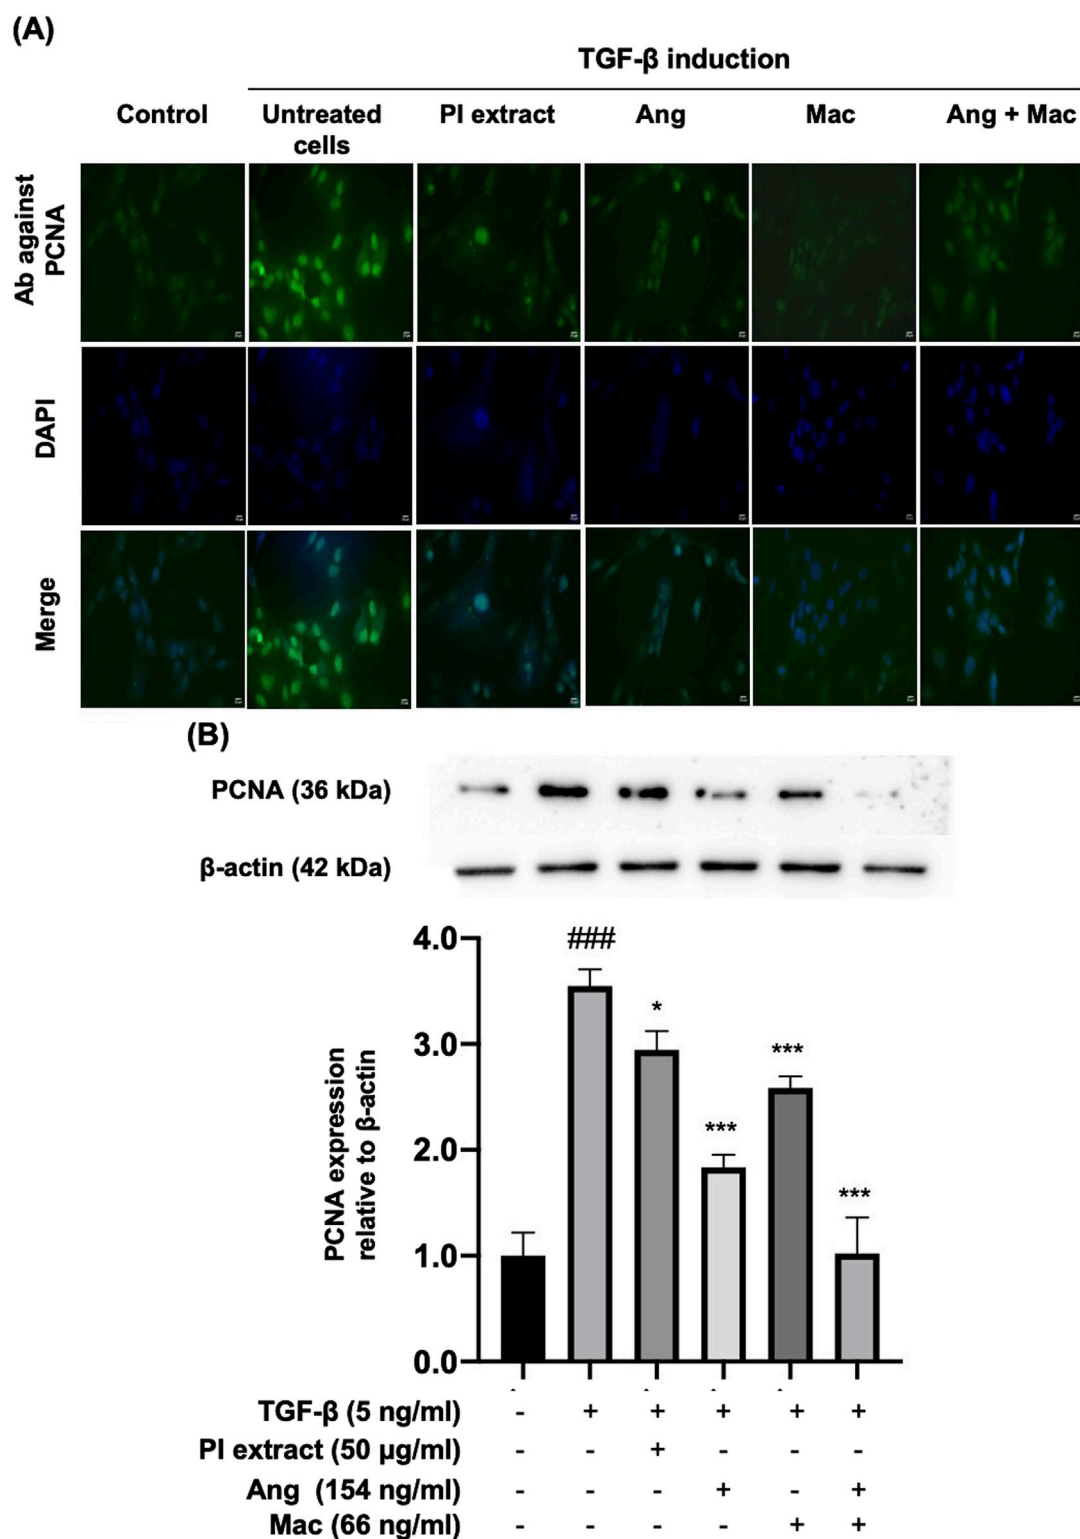 (A)
TGF-β induction
Control
Untreated cells
PI extract
Ang
Mac
Ang + Mac
Ab against PCNA
DAPI
Merge
(B)
PCNA (36 kDa)
β-actin (42 kDa)
PCNA expression
relative to β-actin
4.0
3.0
2.0
1.0
0.0
###
*
***
***
***
TGF-β (5 ng/ml) - + + + + +
PI extract (50 μg/ml) - - + - - -
Ang (154 ng/ml) - - - + - +
Mac (66 ng/ml) - - - - + +